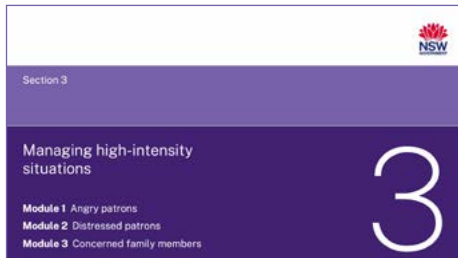 NSW
GOVERNMENT
Section 3
Managing high-intensity
situations
3
Module 1 Angry patrons
Module 2 Distressed patrons
Module 3 Concerned family members